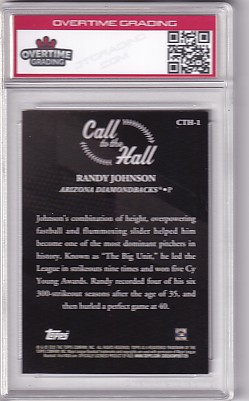 OVERTIME GRADING
OVERTIME
GRADING
CTH-1
Call
to the
Hall
RANDY JOHNSON
ARIZONA DIAMONDBACKS • P
Johnson's combination of height, overpowering
fastball and flummoxing slider helped him
become one of the most dominant pitchers in
history. Known as "The Big Unit," he led the
League in strikeouts nine times and won five Cy
Young Awards. Randy recorded four of his six
300-strikeout seasons after the age of 35, and
then hurled a perfect game at 40.
Topps